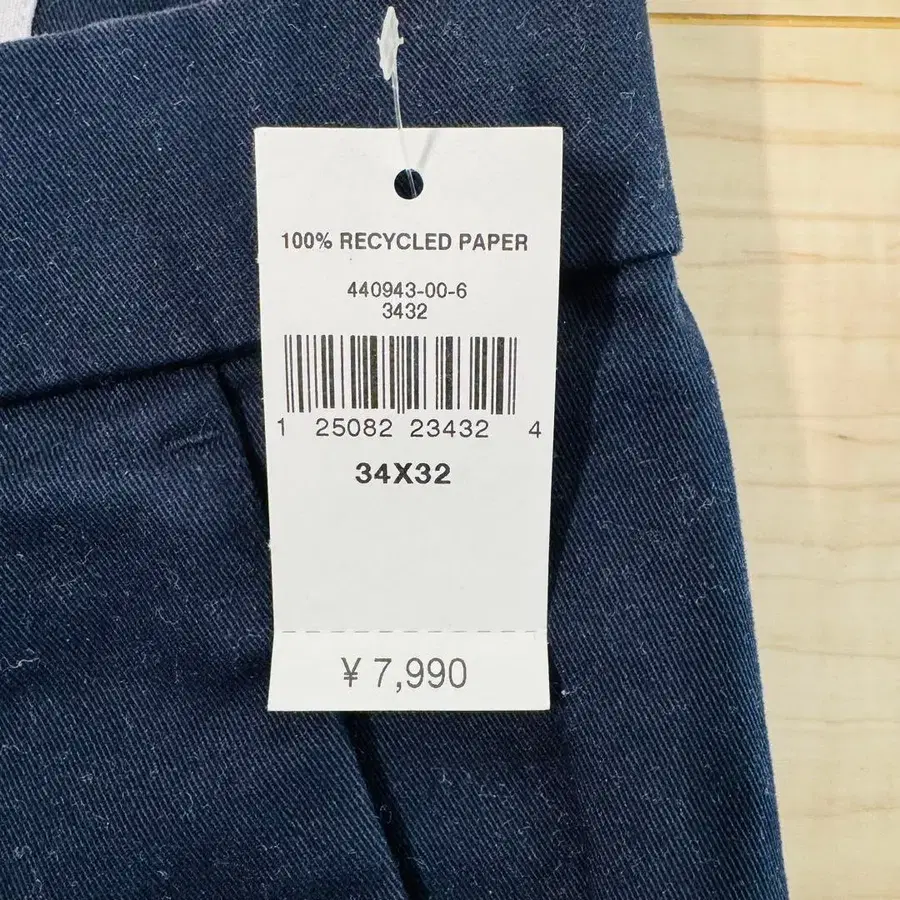 100% RECYCLED PAPER
440943-00-6
3432
1 25082 23432 4
34X32
¥ 7,990